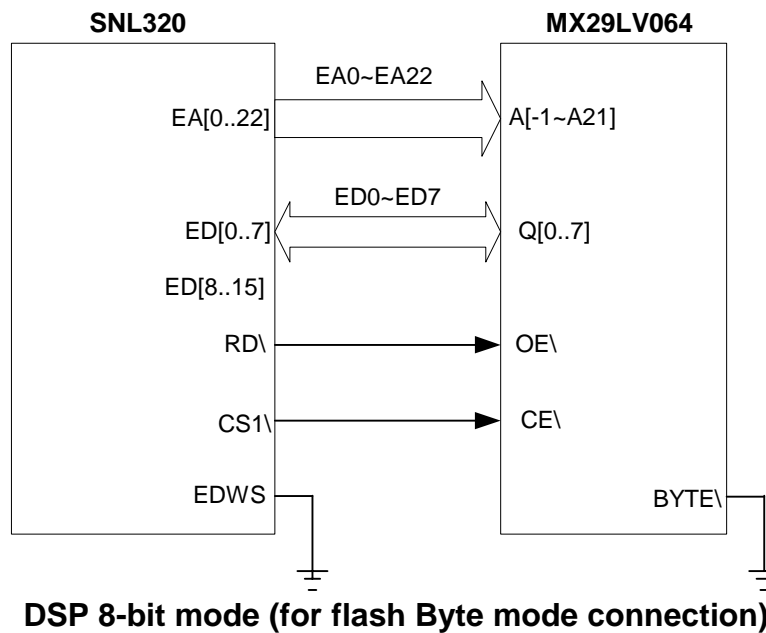 SNL320 MX29LV064
EA0~EA22
EA[0..22] A[-1~A21]
ED0~ED7
ED[0..7] Q[0..7]
ED[8..15]
RD\ OE\
CS1\ CE\
EDWS BYTE\
DSP 8-bit mode (for flash Byte mode connection)